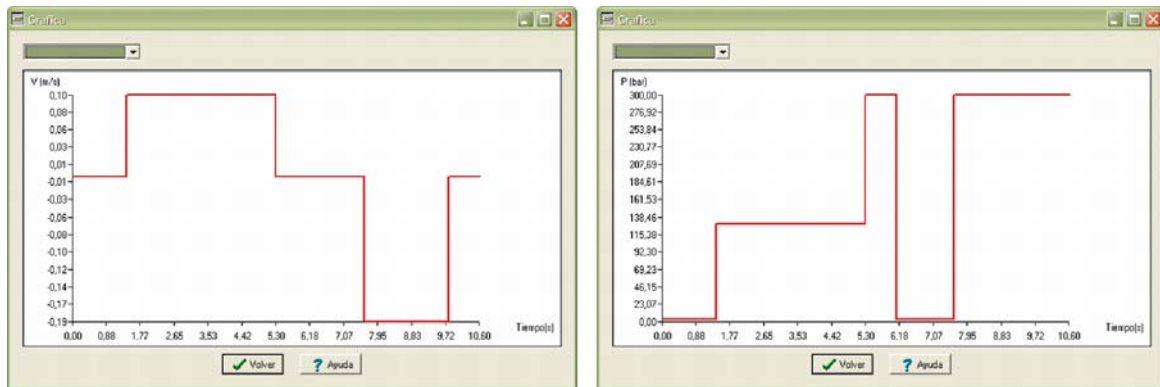 Grafica
V (m/s)
0,10
0,08
0,06
0,03
0,01
-0,01
-0,03
-0,06
-0,08
-0,10
-0,12
-0,14
-0,17
-0,19
0,00 0,88 1,77 2,65 3,53 4,42 5,30 6,18 7,07 7,95 8,83 9,72 10,60
Tiempo(s)
Volver
? Ayuda
Grafica
P (bar)
300,00
276,92
253,84
230,77
207,69
184,61
161,53
138,46
115,38
92,30
69,23
46,15
23,07
0,00
0,00 0,88 1,77 2,65 3,53 4,42 5,30 6,18 7,07 7,95 8,83 9,72 10,60
Tiempo(s)
Volver
? Ayuda